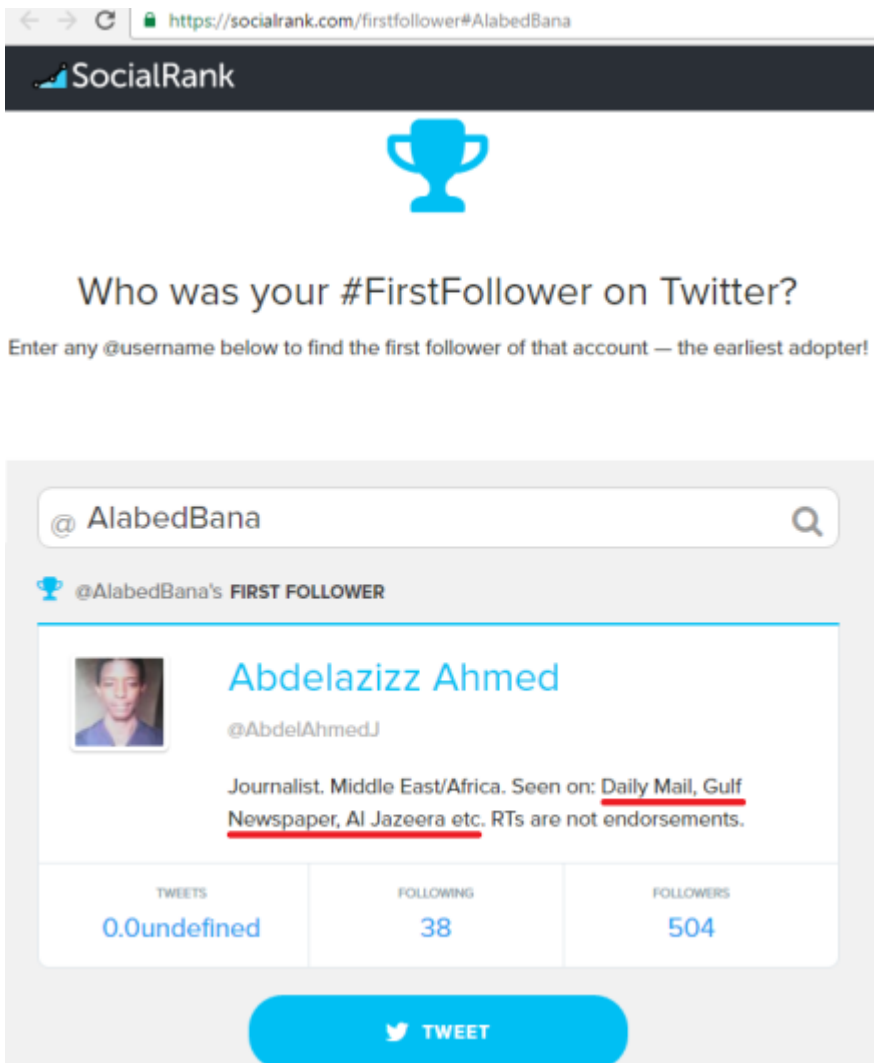 https://socialrank.com/firstfollower#AlabedBana
SocialRank
Who was your #FirstFollower on Twitter?
Enter any @username below to find the first follower of that account — the earliest adopter!
@ AlabedBana
@AlabedBana's FIRST FOLLOWER
Abdelazizz Ahmed
@AbdelAhmedJ
Journalist. Middle East/Africa. Seen on: Daily Mail, Gulf
Newspaper, Al Jazeera etc. RTs are not endorsements.
TWEETS FOLLOWING FOLLOWERS
0.0undefined 38 504
TWEET